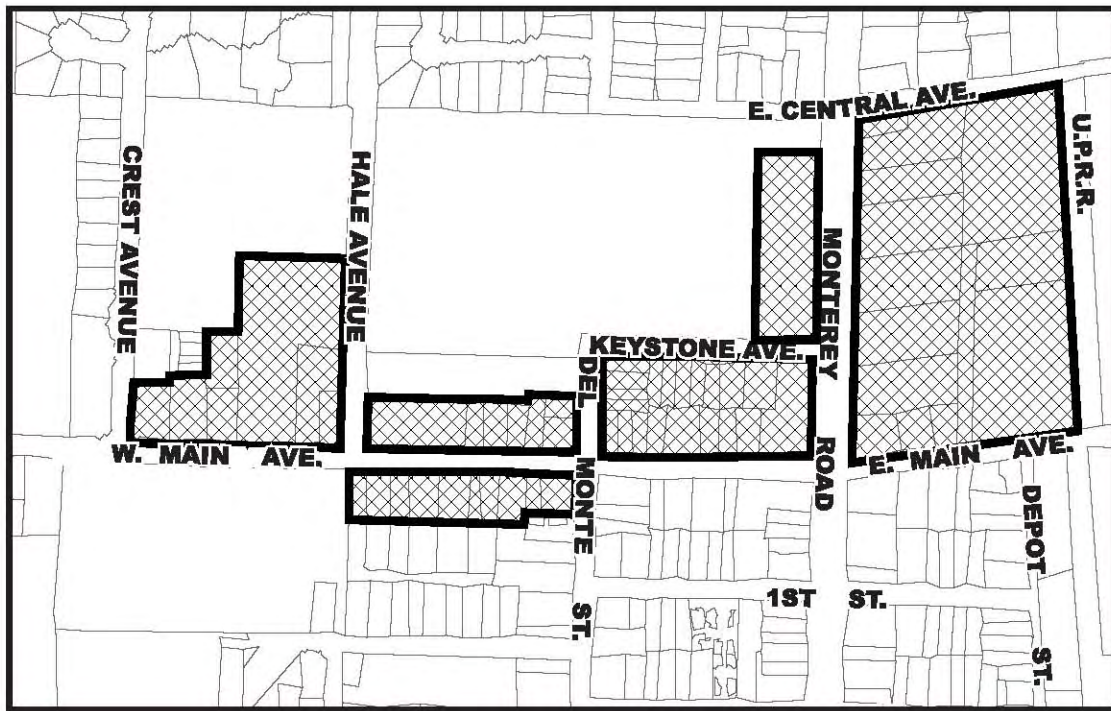 E. CENTRAL AVE.
U.P.R.R.
CREST AVENUE
HALE AVENUE
MONTEREY ROAD
KEYSTONE AVE.
DEL MONTE ST.
W. MAIN AVE.
E. MAIN AVE.
DEPOT ST.
1ST ST.